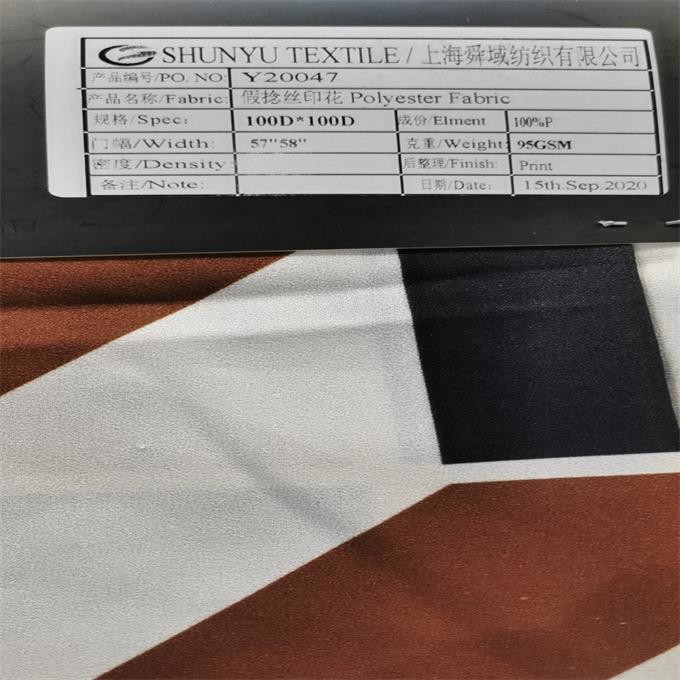 SHUNYU TEXTILE/上海舜域纺织有限公司
产品编号/PO. NO: Y20047
产品名称/Fabric: 假捻丝印花 Polyester Fabric
规格/Spec: 100D*100D 成份/Elment 100%P
门幅/Width: 57"58" 克重/Weight: 95GSM
密度/Density 后整理/Finish: Print
备注/Note: 日期/Date: 15th.Sep.2020